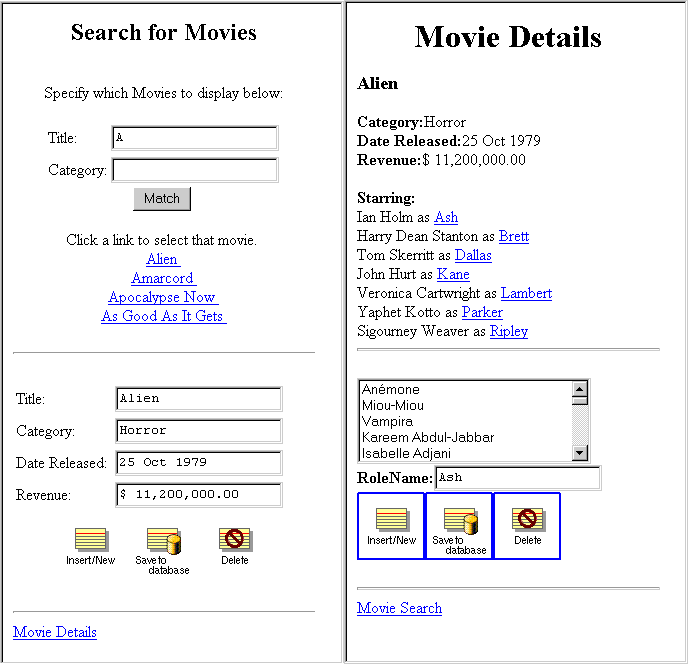 Search for Movies
Specify which Movies to display below:
Title: A
Category:
Match
Click a link to select that movie.
Alien
Amarcord
Apocalypse Now
As Good As It Gets
Title: Alien
Category: Horror
Date Released: 25 Oct 1979
Revenue: $ 11,200,000.00
Insert/New
Save to
database
Delete
Movie Details
Movie Details
Alien
Category:Horror
Date Released:25 Oct 1979
Revenue:$ 11,200,000.00
Starring:
Ian Holm as Ash
Harry Dean Stanton as Brett
Tom Skerritt as Dallas
John Hurt as Kane
Veronica Cartwright as Lambert
Yaphet Kotto as Parker
Sigourney Weaver as Ripley
Anémone
Miou-Miou
Vampira
Kareem Abdul-Jabbar
Isabelle Adjani
RoleName: Ash
Insert/New
Save to
database
Delete
Movie Search